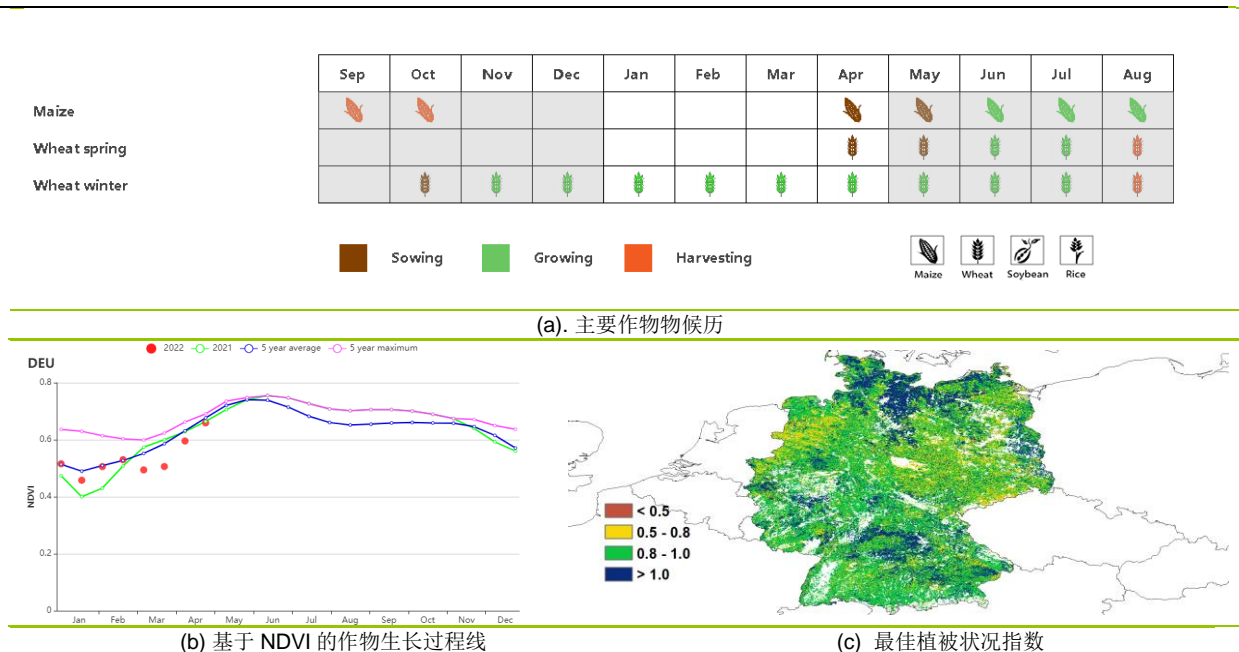 Sep Oct Nov Dec Jan Feb Mar Apr May Jun Jul Aug
Maize
Wheat spring
Wheat winter
Sowing Growing Harvesting
Maize Wheat Soybean Rice
(a). 主要作物物候历
2022 2021 5 year average 5 year maximum
DEU
0.8
0.6
0.4
0.2
0
NDVI
Jan Feb Mar Apr May Jun Jul Aug Sep Oct Nov Dec
< 0.5
0.5 - 0.8
0.8 - 1.0
> 1.0
(b) 基于 NDVI 的作物生长过程线
(c) 最佳植被状况指数